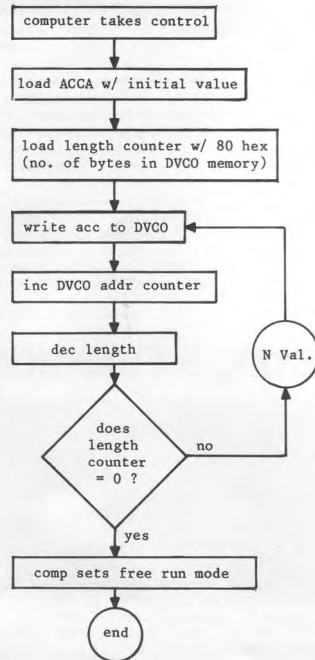 computer takes control
load ACCA w/ initial value
load length counter w/ 80 hex
(no. of bytes in DVCO memory)
write acc to DVCO
inc DVCO addr counter
dec length
N Val.
does
length
counter
= 0 ?
no
yes
comp sets free run mode
end